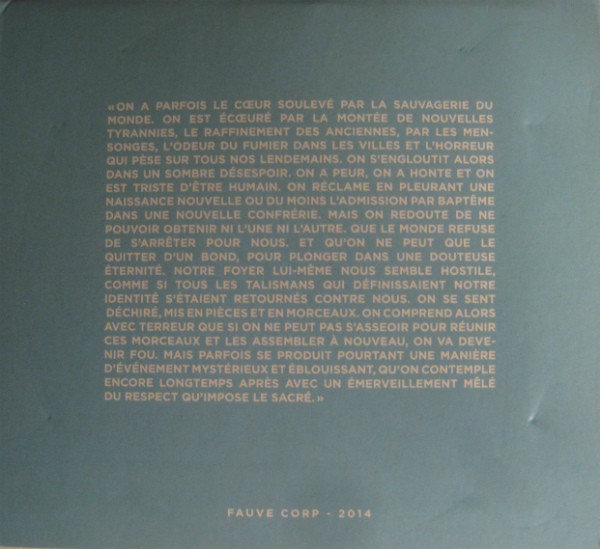 «ON A PARFOIS LE CŒUR SOULEVÉ PAR LA SAUVAGERIE DU
MONDE. ON EST ÉCŒURÉ PAR LA MONTÉE DE NOUVELLES
TYRANNIES, LE RAFFINEMENT DES ANCIENNES, PAR LES MEN-
SONGES, L'ODEUR DU FUMIER DANS LES VILLES ET L'HORREUR
QUI PÈSE SUR TOUS NOS LENDEMAINS. ON S'ENGLOUTIT ALORS
DANS UN SOMBRE DÉSESPOIR. ON A PEUR, ON A HONTE ET ON
EST TRISTE D'ÊTRE HUMAIN. ON RÉCLAME EN PLEURANT UNE
NAISSANCE NOUVELLE OU DU MOINS L'ADMISSION PAR BAPTÊME
DANS UNE NOUVELLE CONFRÉRIE. MAIS ON REDOUTE DE NE
POUVOIR OBTENIR NI L'UNE NI L'AUTRE. QUE LE MONDE REFUSE
DE S'ARRÊTER POUR NOUS. ET QU'ON NE PEUT QUE LE
QUITTER D'UN BOND, POUR PLONGER DANS UNE DOUTEUSE
ÉTERNITÉ. NOTRE FOYER LUI-MÊME NOUS SEMBLE HOSTILE,
COMME SI TOUS LES TALISMANS QUI DÉFINISSAIENT NOTRE
IDENTITÉ S'ÉTAIENT RETOURNÉS CONTRE NOUS. ON SE SENT
DÉCHIRÉ, MIS EN PIÈCES ET EN MORCEAUX. ON COMPREND ALORS
AVEC TERREUR QUE SI ON NE PEUT PAS S'ASSEOIR POUR RÉUNIR
CES MORCEAUX ET LES ASSEMBLER À NOUVEAU, ON VA DEVE-
NIR FOU. MAIS PARFOIS SE PRODUIT POURTANT UNE MANIÈRE
D'ÉVÉNEMENT MYSTÉRIEUX ET ÉBLOUISSANT, QU'ON CONTEMPLE
ENCORE LONGTEMPS APRÈS AVEC UN ÉMERVEILLEMENT MÊLÉ
DU RESPECT QU'IMPOSE LE SACRÉ.»
FAUVE CORP - 2014